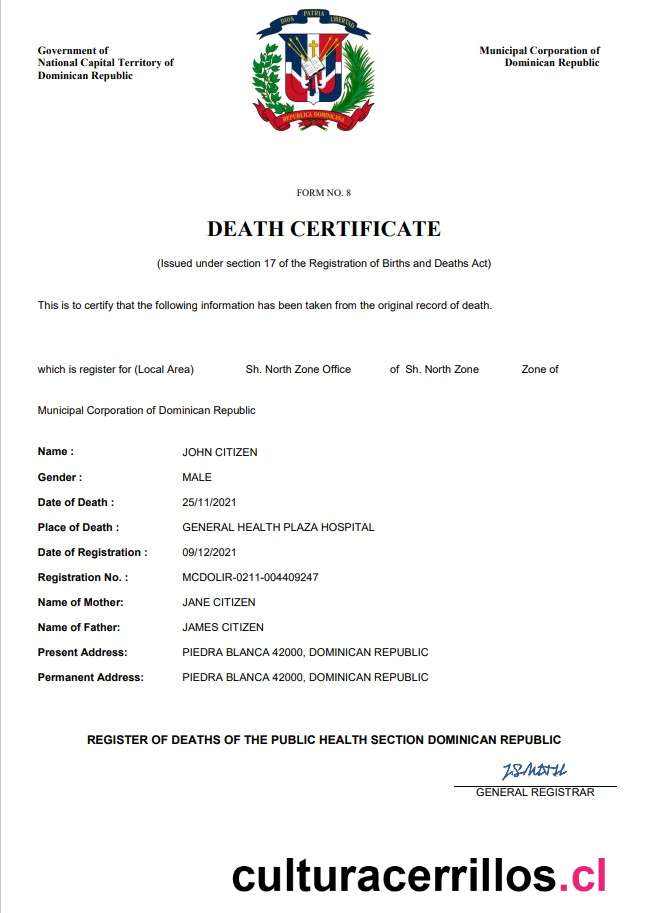 DIOS PATRIA LIBERTAD
Government of
National Capital Territory of
Dominican Republic
Municipal Corporation of
Dominican Republic
REPUBLICA DOMINICANA
FORM NO. 8
DEATH CERTIFICATE
(Issued under section 17 of the Registration of Births and Deaths Act)
This is to certify that the following information has been taken from the original record of death.
which is register for (Local Area) Sh. North Zone Office of Sh. North Zone Zone of
Municipal Corporation of Dominican Republic
Name : JOHN CITIZEN
Gender : MALE
Date of Death : 25/11/2021
Place of Death : GENERAL HEALTH PLAZA HOSPITAL
Date of Registration : 09/12/2021
Registration No. : MCDOLIR-0211-004409247
Name of Mother: JANE CITIZEN
Name of Father: JAMES CITIZEN
Present Address: PIEDRA BLANCA 42000, DOMINICAN REPUBLIC
Permanent Address: PIEDRA BLANCA 42000, DOMINICAN REPUBLIC
REGISTER OF DEATHS OF THE PUBLIC HEALTH SECTION DOMINICAN REPUBLIC
GENERAL REGISTRAR
culturacerrillos.cl